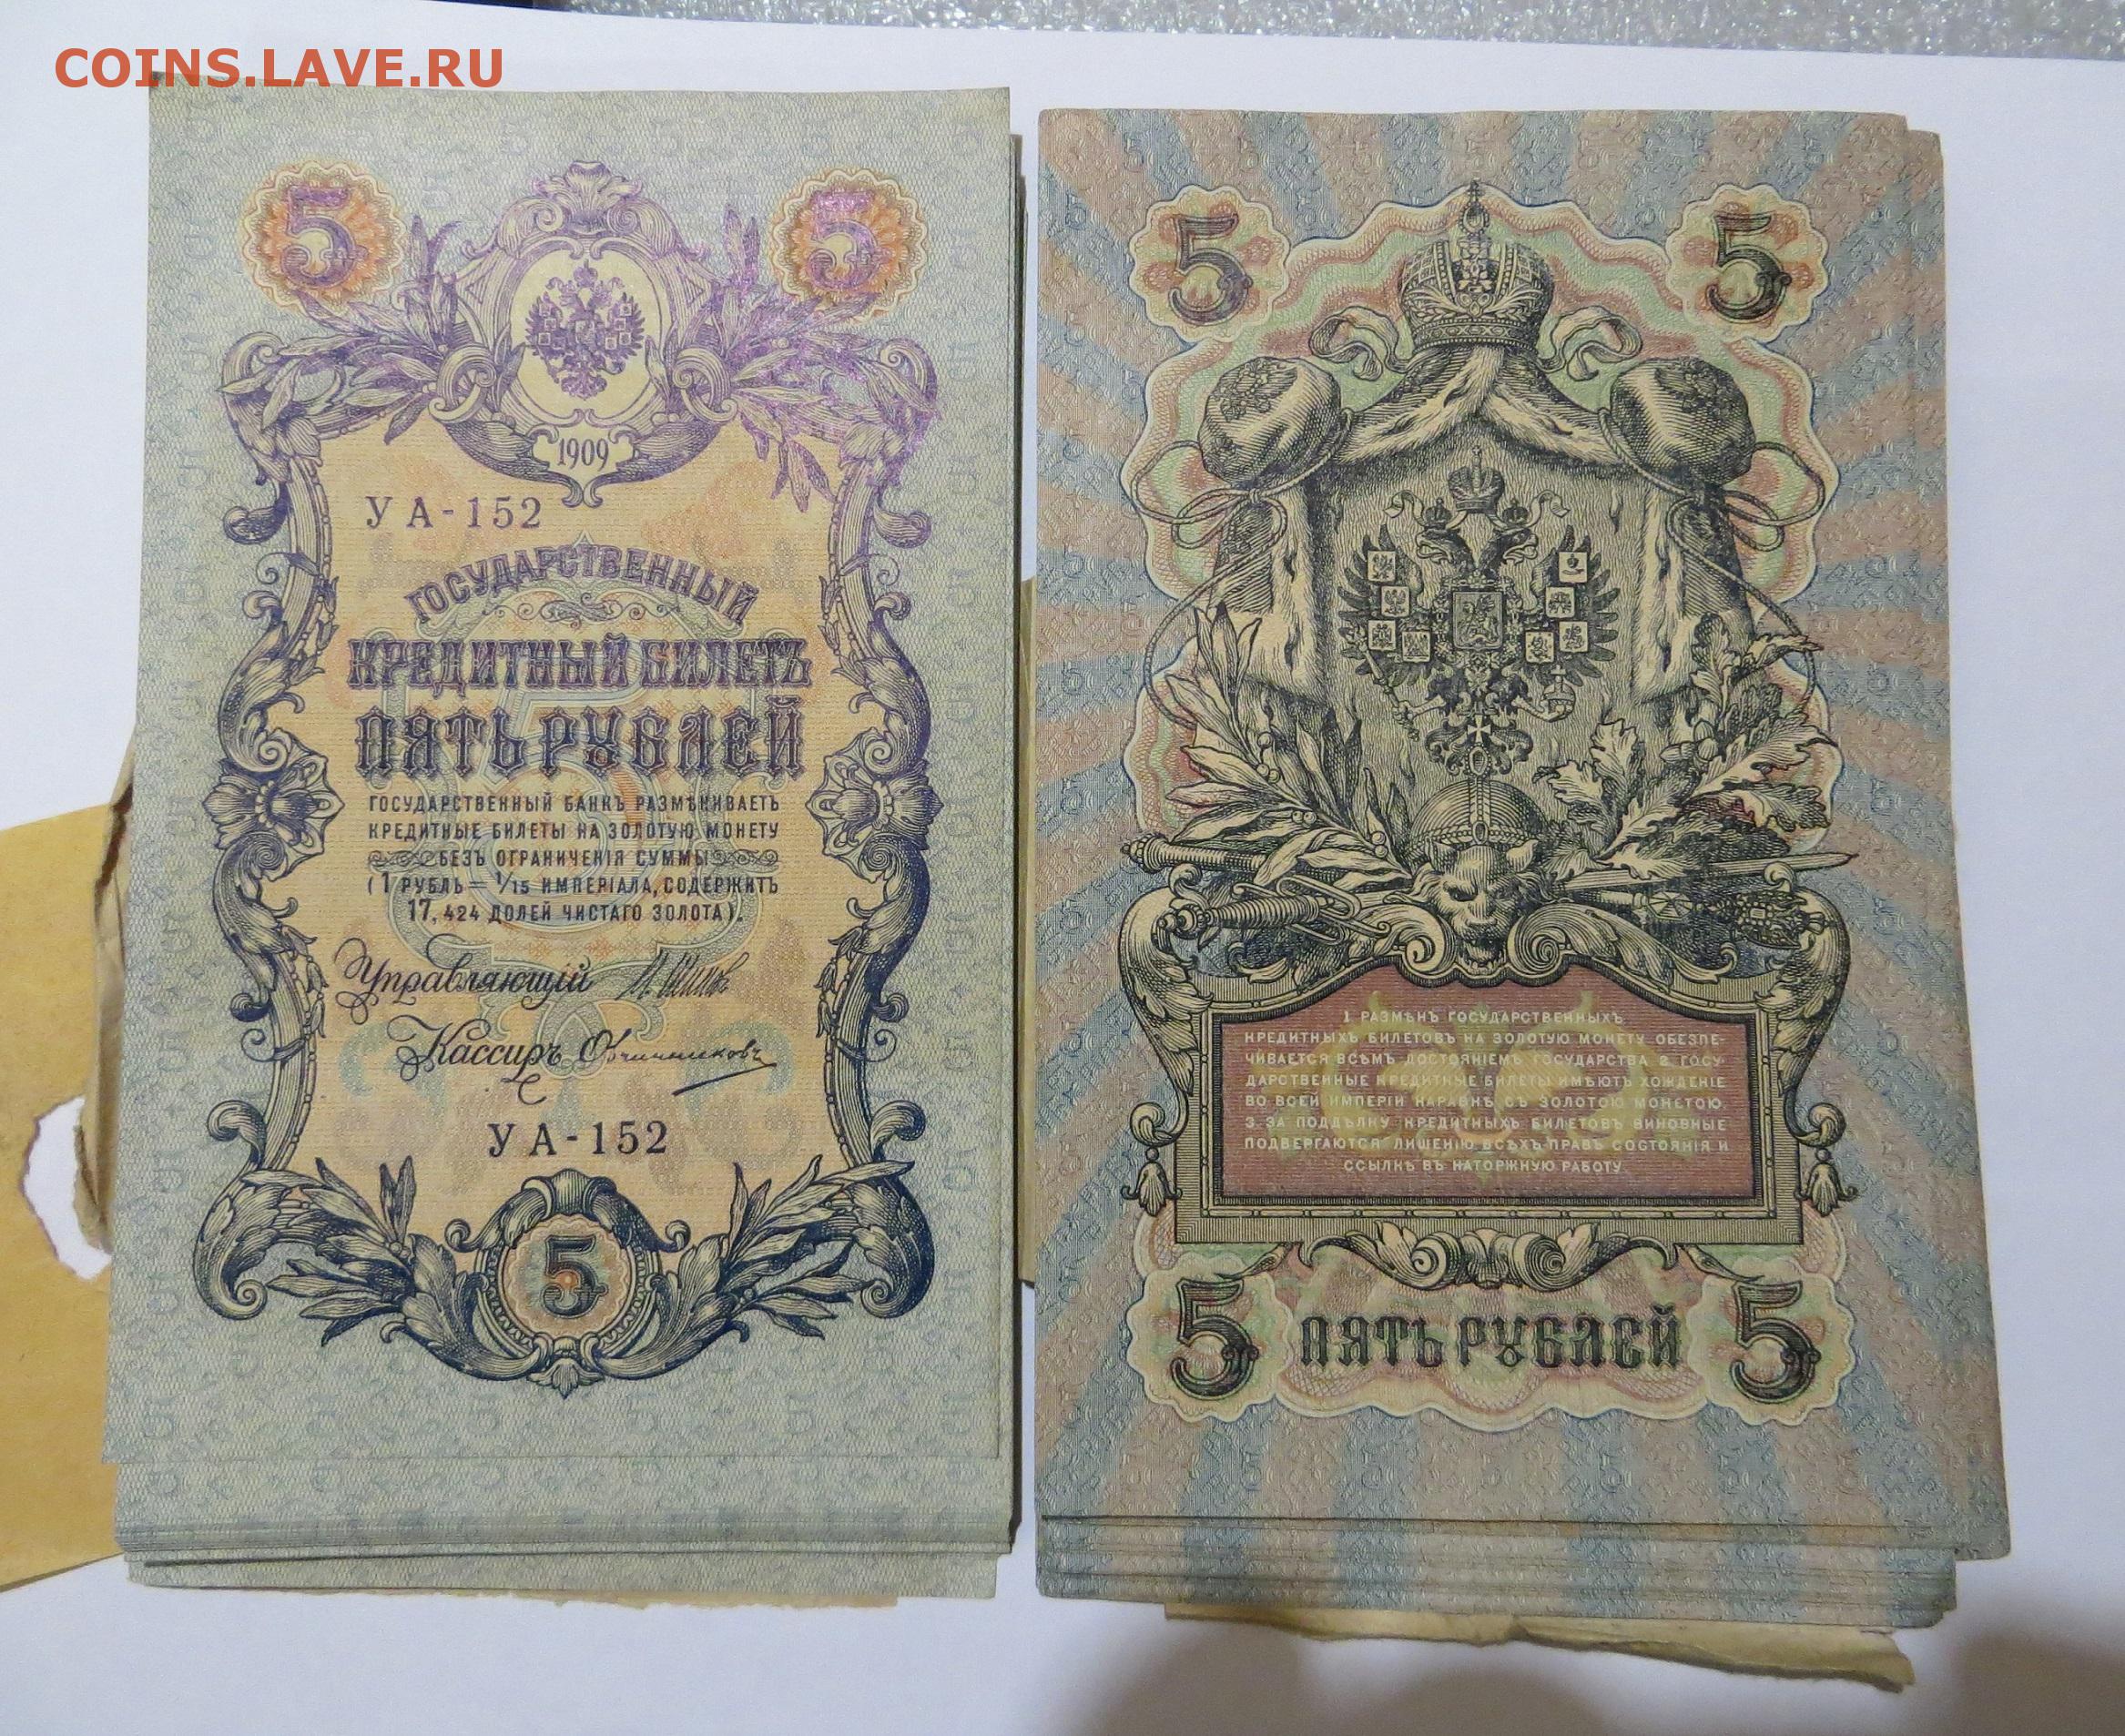 COINS.LAVE.RU
5 5
1909
УА-152
ГОСУДАРСТВЕННЫЙ
КРЕДИТНЫЙ БИЛЕТЪ
ПЯТЬ РУБЛЕЙ
ГОСУДАРСТВЕННЫЙ БАНКЪ РАЗМѢНИВАЕТЪ
КРЕДИТНЫЕ БИЛЕТЫ НА ЗОЛОТУЮ МОНЕТУ
БЕЗЪ ОГРАНИЧЕНІЯ СУММЫ
(1 РУБЛЬ = 1/15 ИМПЕРІАЛА, СОДЕРЖИТЪ
17,424 ДОЛЕЙ ЧИСТАГО ЗОЛОТА).
Управляющій И. Шипов
Кассиръ Овчинниковъ
УА-152
5
5 5
1 РАЗМѢНЪ ГОСУДАРСТВЕННЫХЪ
КРЕДИТНЫХЪ БИЛЕТОВЪ НА ЗОЛОТУЮ МОНЕТУ ОБЕЗПЕ-
ЧИВАЕТСЯ ВСѢМЪ ДОСТОЯНІЕМЪ ГОСУДАРСТВА 2. ГОСУ-
ДАРСТВЕННЫЕ КРЕДИТНЫЕ БИЛЕТЫ ИМѢЮТЪ ХОЖДЕНІЕ
ВО ВСЕЙ ИМПЕРІИ НАРАВНѢ СЪ ЗОЛОТОЮ МОНЕТОЮ.
3. ЗА ПОДДѢЛКУ КРЕДИТНЫХЪ БИЛЕТОВЪ ВИНОВНЫЕ
ПОДВЕРГАЮТСЯ ЛИШЕНІЮ ВСѢХЪ ПРАВЪ СОСТОЯНІЯ И
ССЫЛКѢ ВЪ КАТОРЖНУЮ РАБОТУ.
5 ПЯТЬ РУБЛЕЙ 5